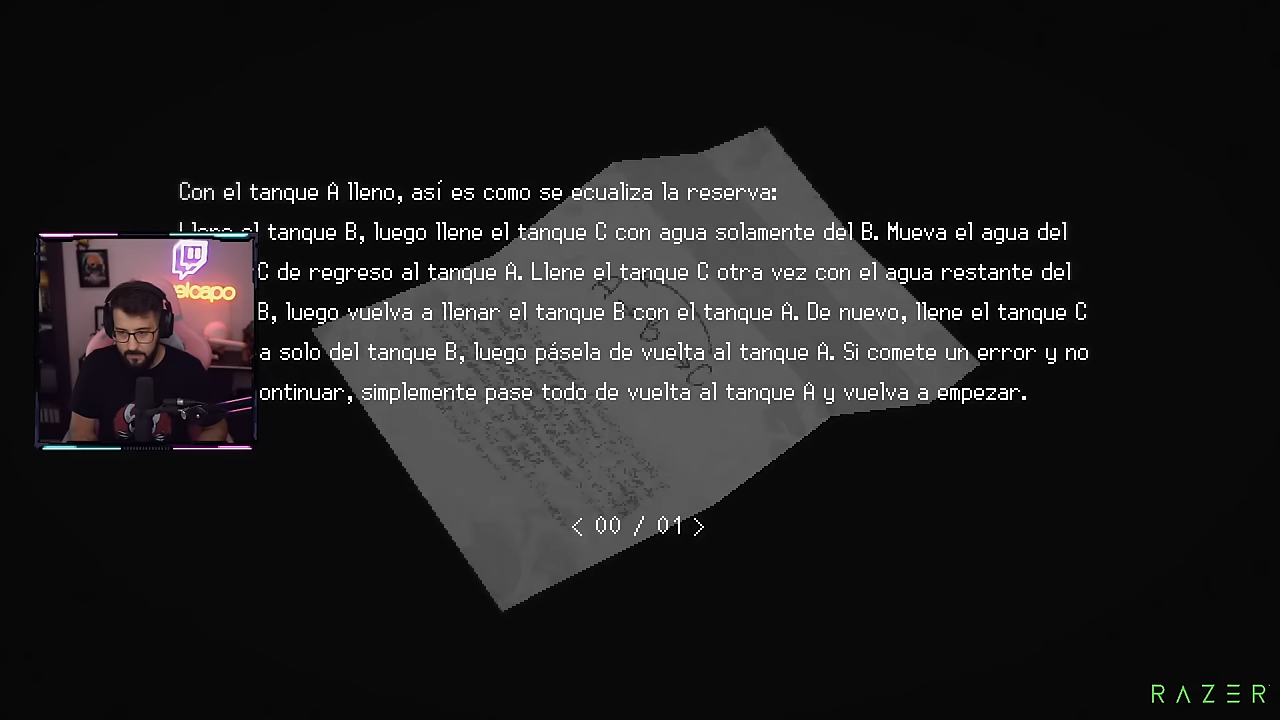 Con el tanque A lleno, así es como se ecualiza la reserva:
el tanque B, luego llene el tanque C con agua solamente del B. Mueva el agua del
C de regreso al tanque A. Llene el tanque C otra vez con el agua restante del
B, luego vuelva a llenar el tanque B con el tanque A. De nuevo, llene el tanque C
a solo del tanque B, luego pásela de vuelta al tanque A. Si comete un error y no
ontinuar, simplemente pase todo de vuelta al tanque A y vuelva a empezar.
elcapo
A
B
C
< 00 / 01 >
RAZER